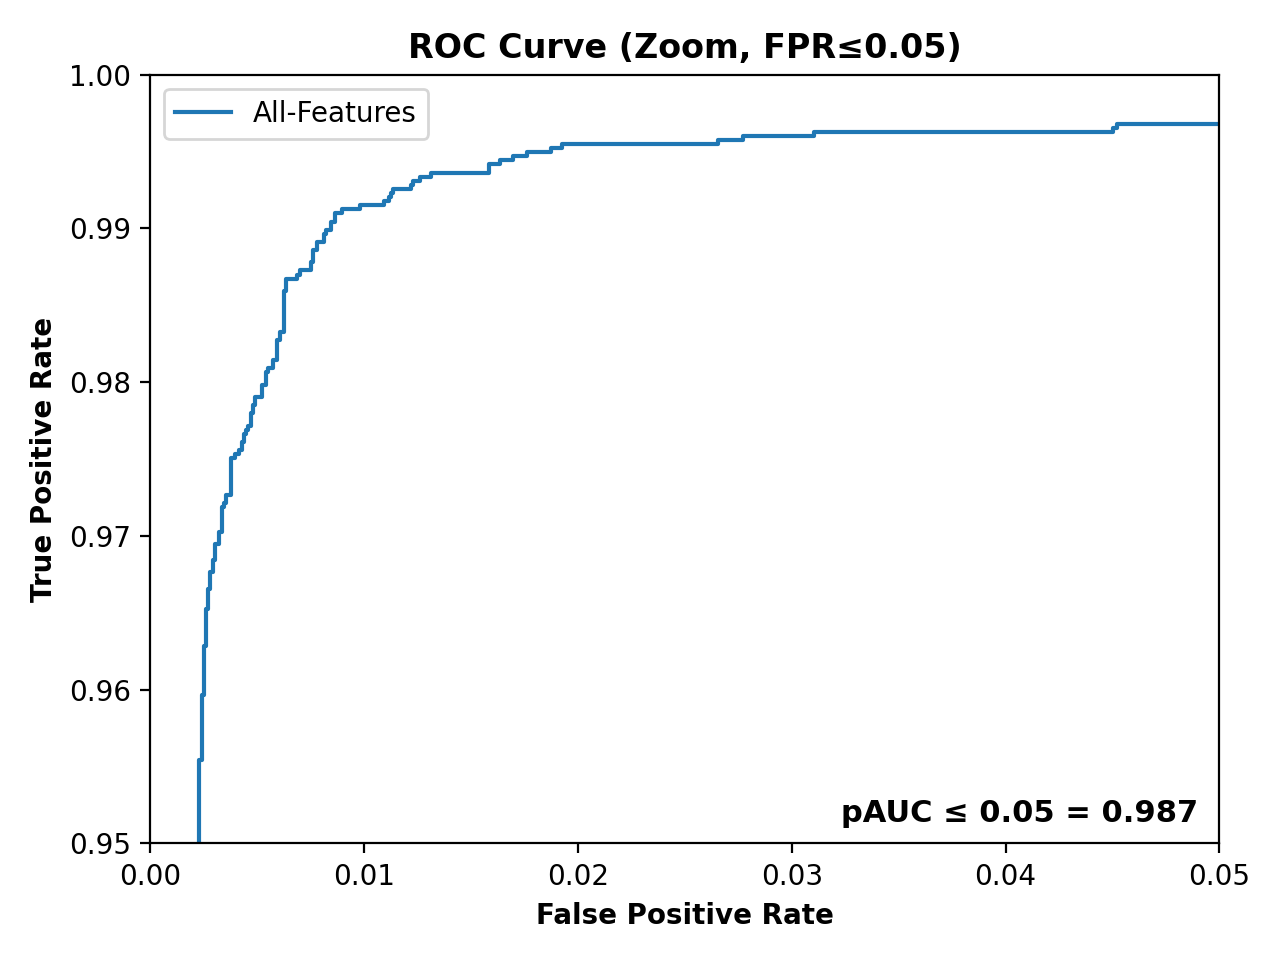 ROC Curve (Zoom, FPR≤0.05)
All-Features
True Positive Rate
1.00
0.99
0.98
0.97
0.96
0.95
pAUC ≤ 0.05 = 0.987
0.00 0.01 0.02 0.03 0.04 0.05
False Positive Rate